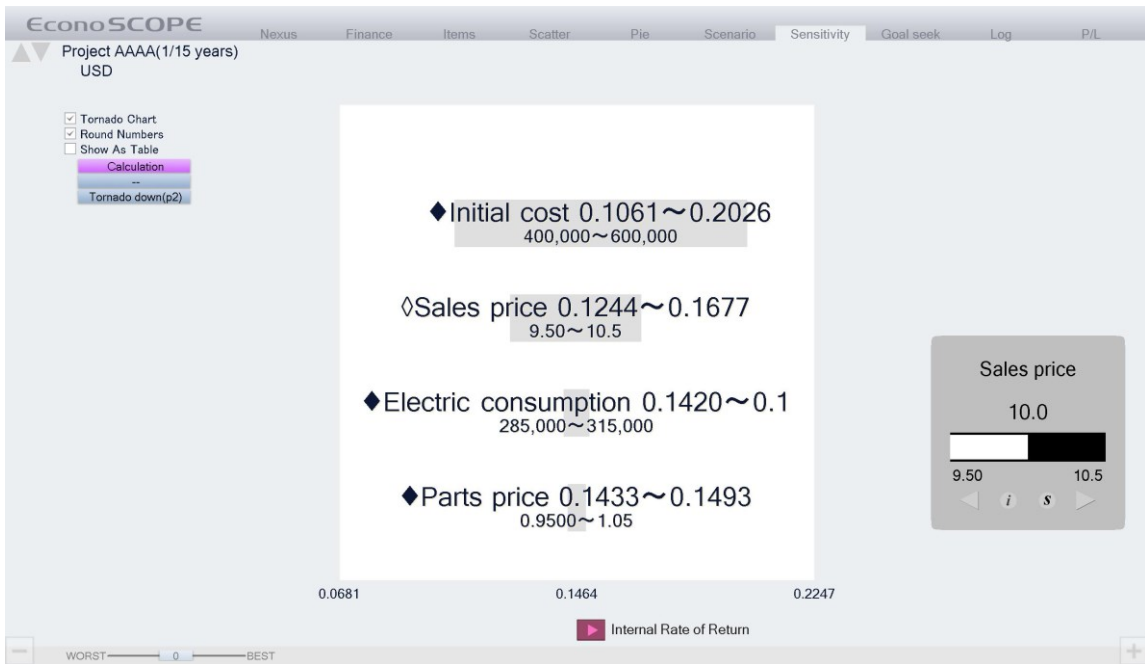 EconoSCOPE
Nexus Finance Items Scatter Pie Scenario Sensitivity Goal seek Log P/L
Project AAAA(1/15 years)
USD
Tornado Chart
Round Numbers
Show As Table
Calculation
--
Tornado down(p2)
♦Initial cost 0.1061～0.2026
400,000～600,000
◊Sales price 0.1244～0.1677
9.50～10.5
♦Electric consumption 0.1420～0.1
285,000～315,000
♦Parts price 0.1433～0.1493
0.9500～1.05
0.0681 0.1464 0.2247
Internal Rate of Return
Sales price
10.0
9.50 10.5
i s
WORST 0 BEST